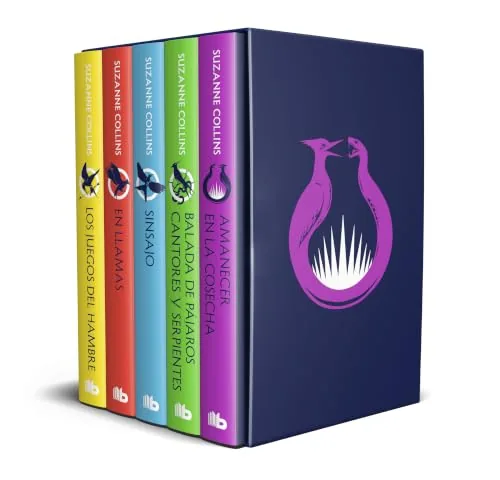 SUZANNE COLLINS
LOS JUEGOS DEL HAMBRE
b
SUZANNE COLLINS
EN LLAMAS
b
SUZANNE COLLINS
SINSAJO
b
SUZANNE COLLINS
BALADA DE PÁJAROS
CANTORES Y SERPIENTES
b
SUZANNE COLLINS
AMANECER
EN LA COSECHA
b